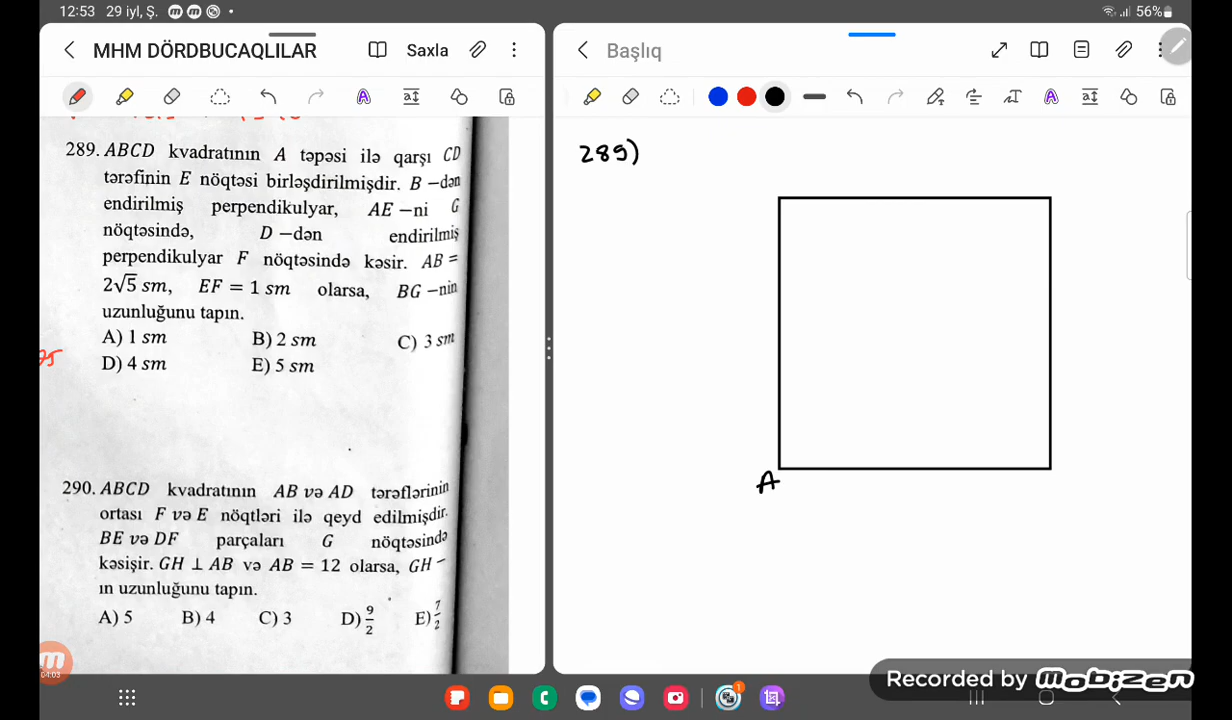 12:53 29 iyl, Ş. 56%
MHM DÖRDBUCAQLILAR Saxla
Başlıq
289. ABCD kvadratının A təpəsi ilə qarşı CD
tərəfinin E nöqtəsi birləşdirilmişdir. B –dən
endirilmiş perpendikulyar, AE –ni G
nöqtəsində, D –dən endirilmiş
perpendikulyar F nöqtəsində kəsir. AB =
2√5 sm, EF = 1 sm olarsa, BG –nin
uzunluğunu tapın.
A) 1 sm B) 2 sm C) 3 sm
D) 4 sm E) 5 sm
290. ABCD kvadratının AB və AD tərəflərinin
ortası F və E nöqtləri ilə qeyd edilmişdir.
BE və DF parçaları G nöqtəsində
kəsişir. GH ⊥ AB və AB = 12 olarsa, GH –
ın uzunluğunu tapın.
A) 5 B) 4 C) 3 D) 9/2 E) 7/2
04:03
289)
A
Recorded by mobizen